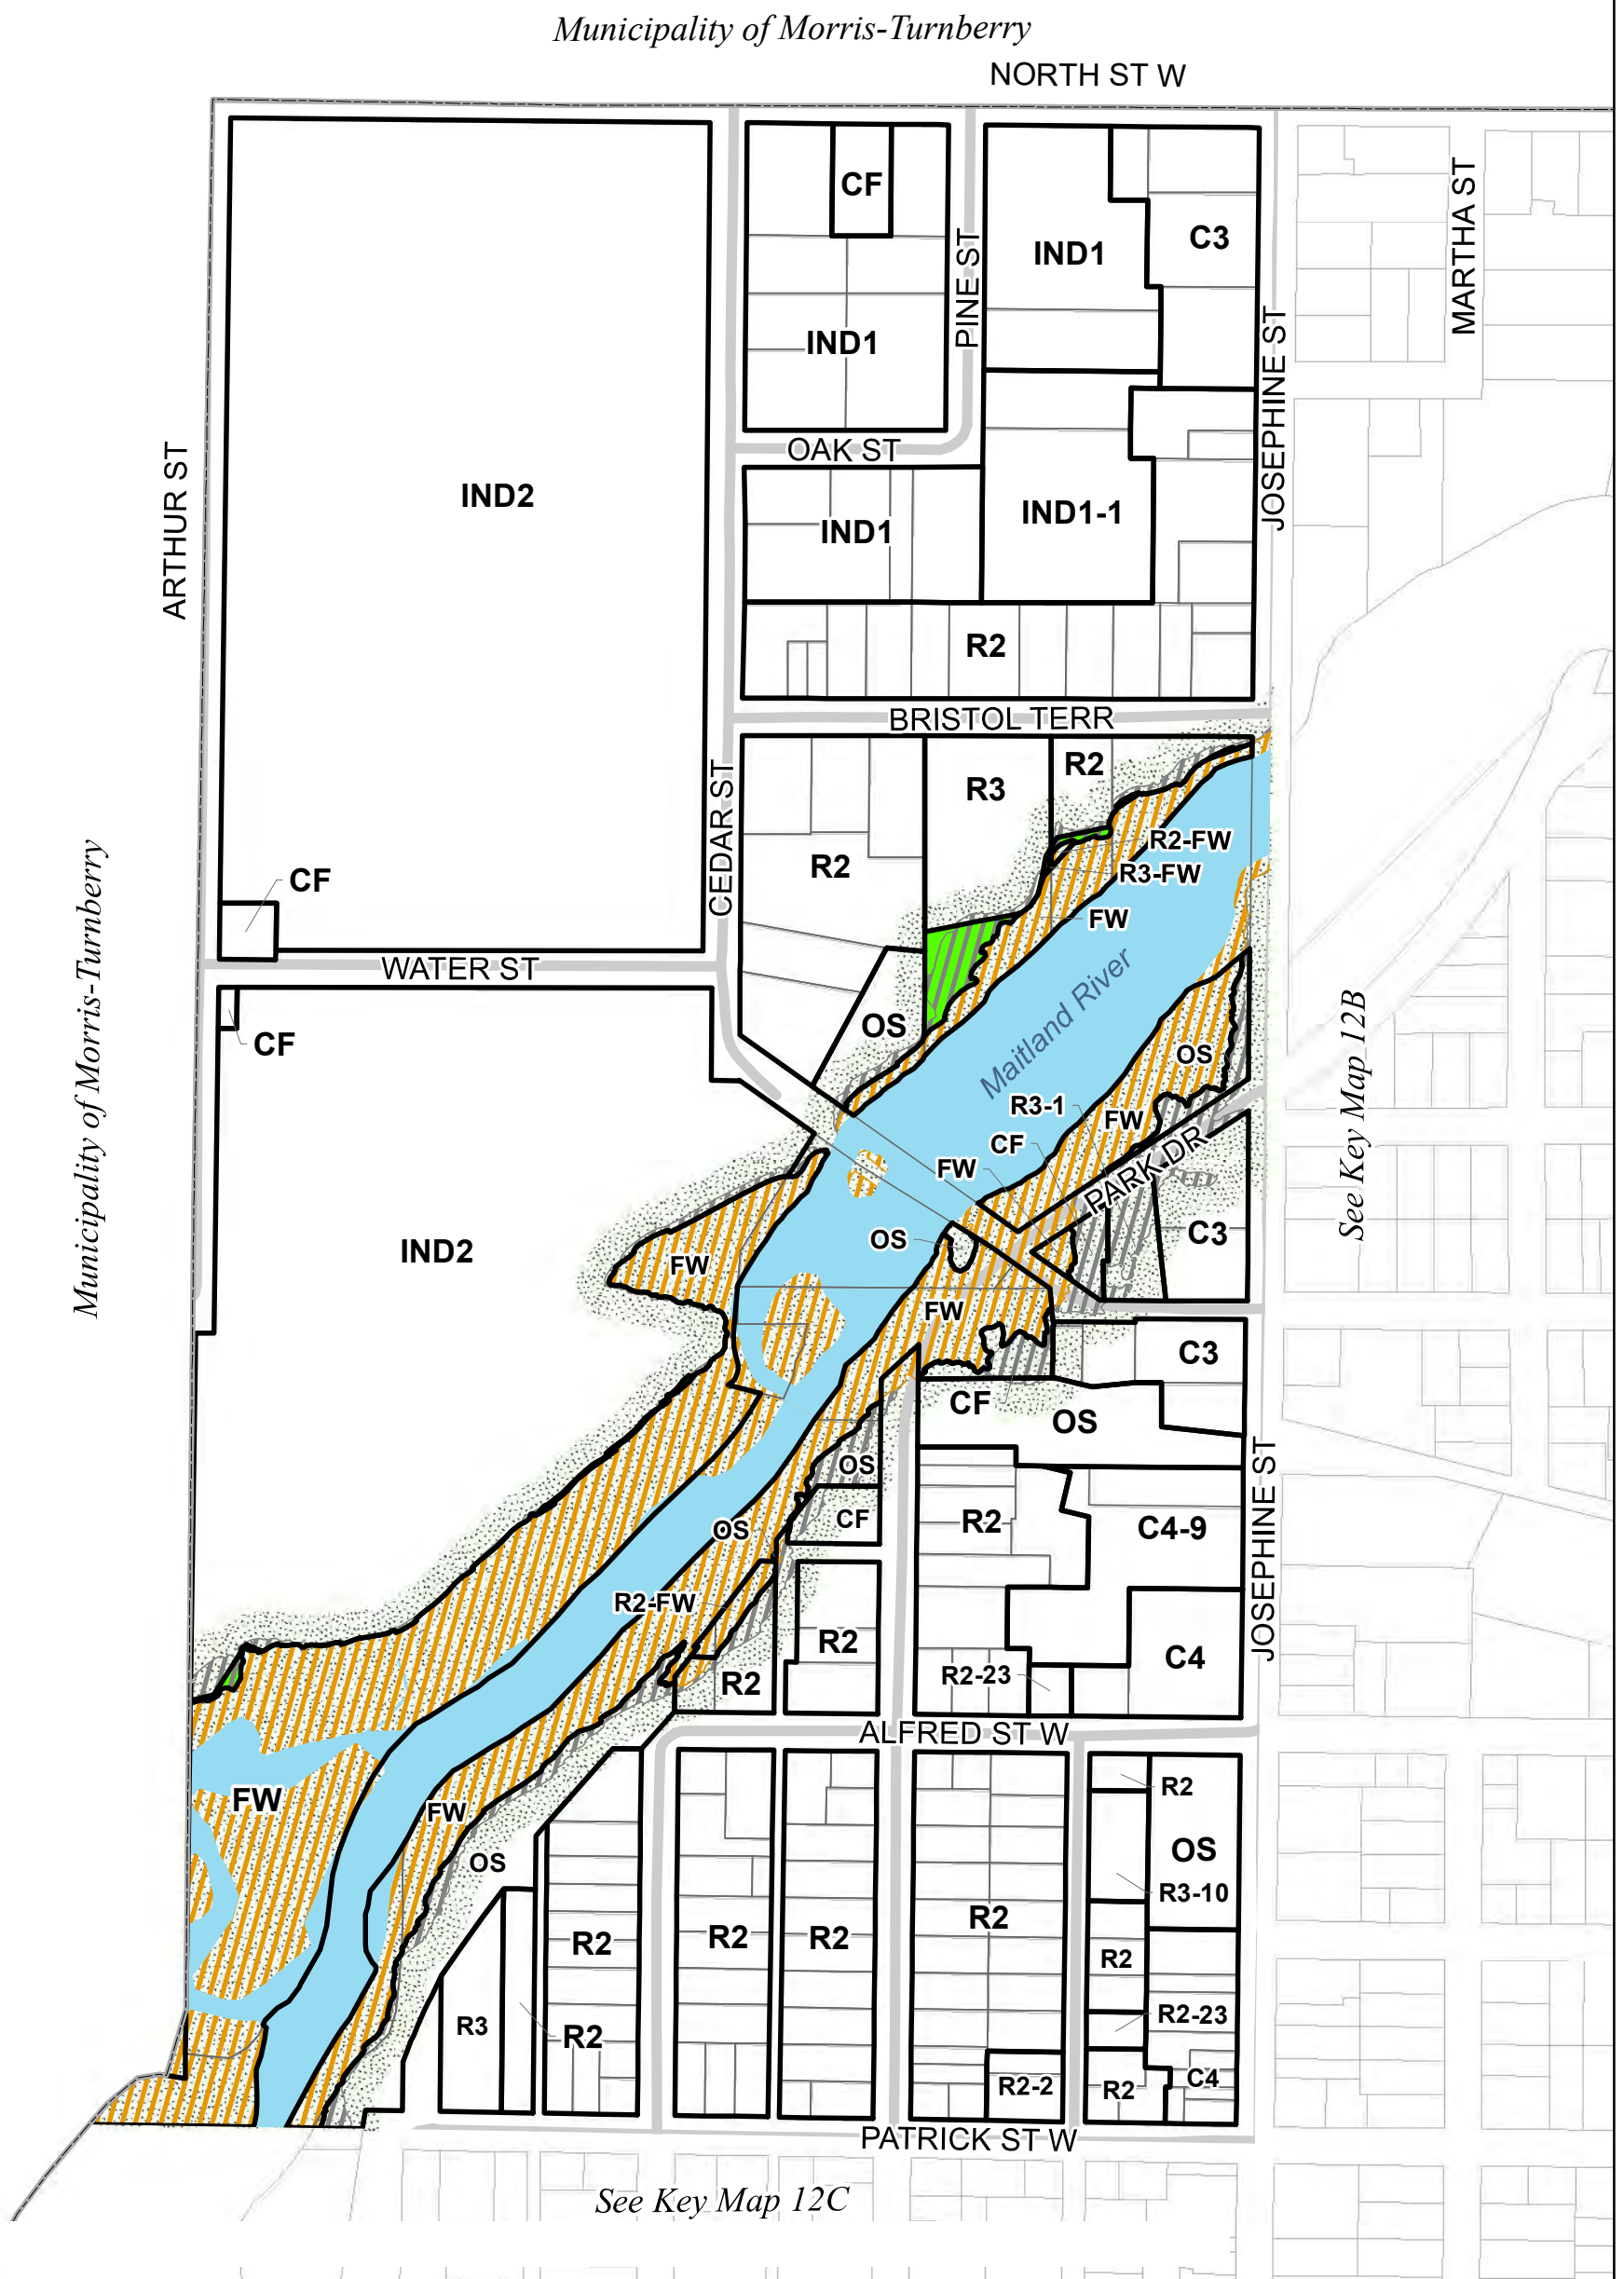 Municipality of Morris-Turnberry
NORTH ST W
MARTHA ST
CF
C3
IND1
PINE ST
IND1
JOSEPHINE ST
OAK ST
ARTHUR ST
IND2
IND1-1
IND1
R2
BRISTOL TERR
CEDAR ST
R2
R3
R2
R2-FW
R3-FW
CF
FW
WATER ST
Maitland River
Municipality of Morris-Turnberry
CF
OS
OS
See Key Map 12B
R3-1
FW
CF
PARK DR
FW
OS
C3
IND2
FW
FW
C3
CF
OS
OS
CF
R2
C4-9
OS
JOSEPHINE ST
R2-FW
R2
R2
R2-23
C4
ALFRED ST W
FW
FW
R2
OS
OS
R3-10
R2
R2
R2
R2
R2
R3
R2
R2-23
R2-2
R2
C4
PATRICK ST W
See Key Map 12C